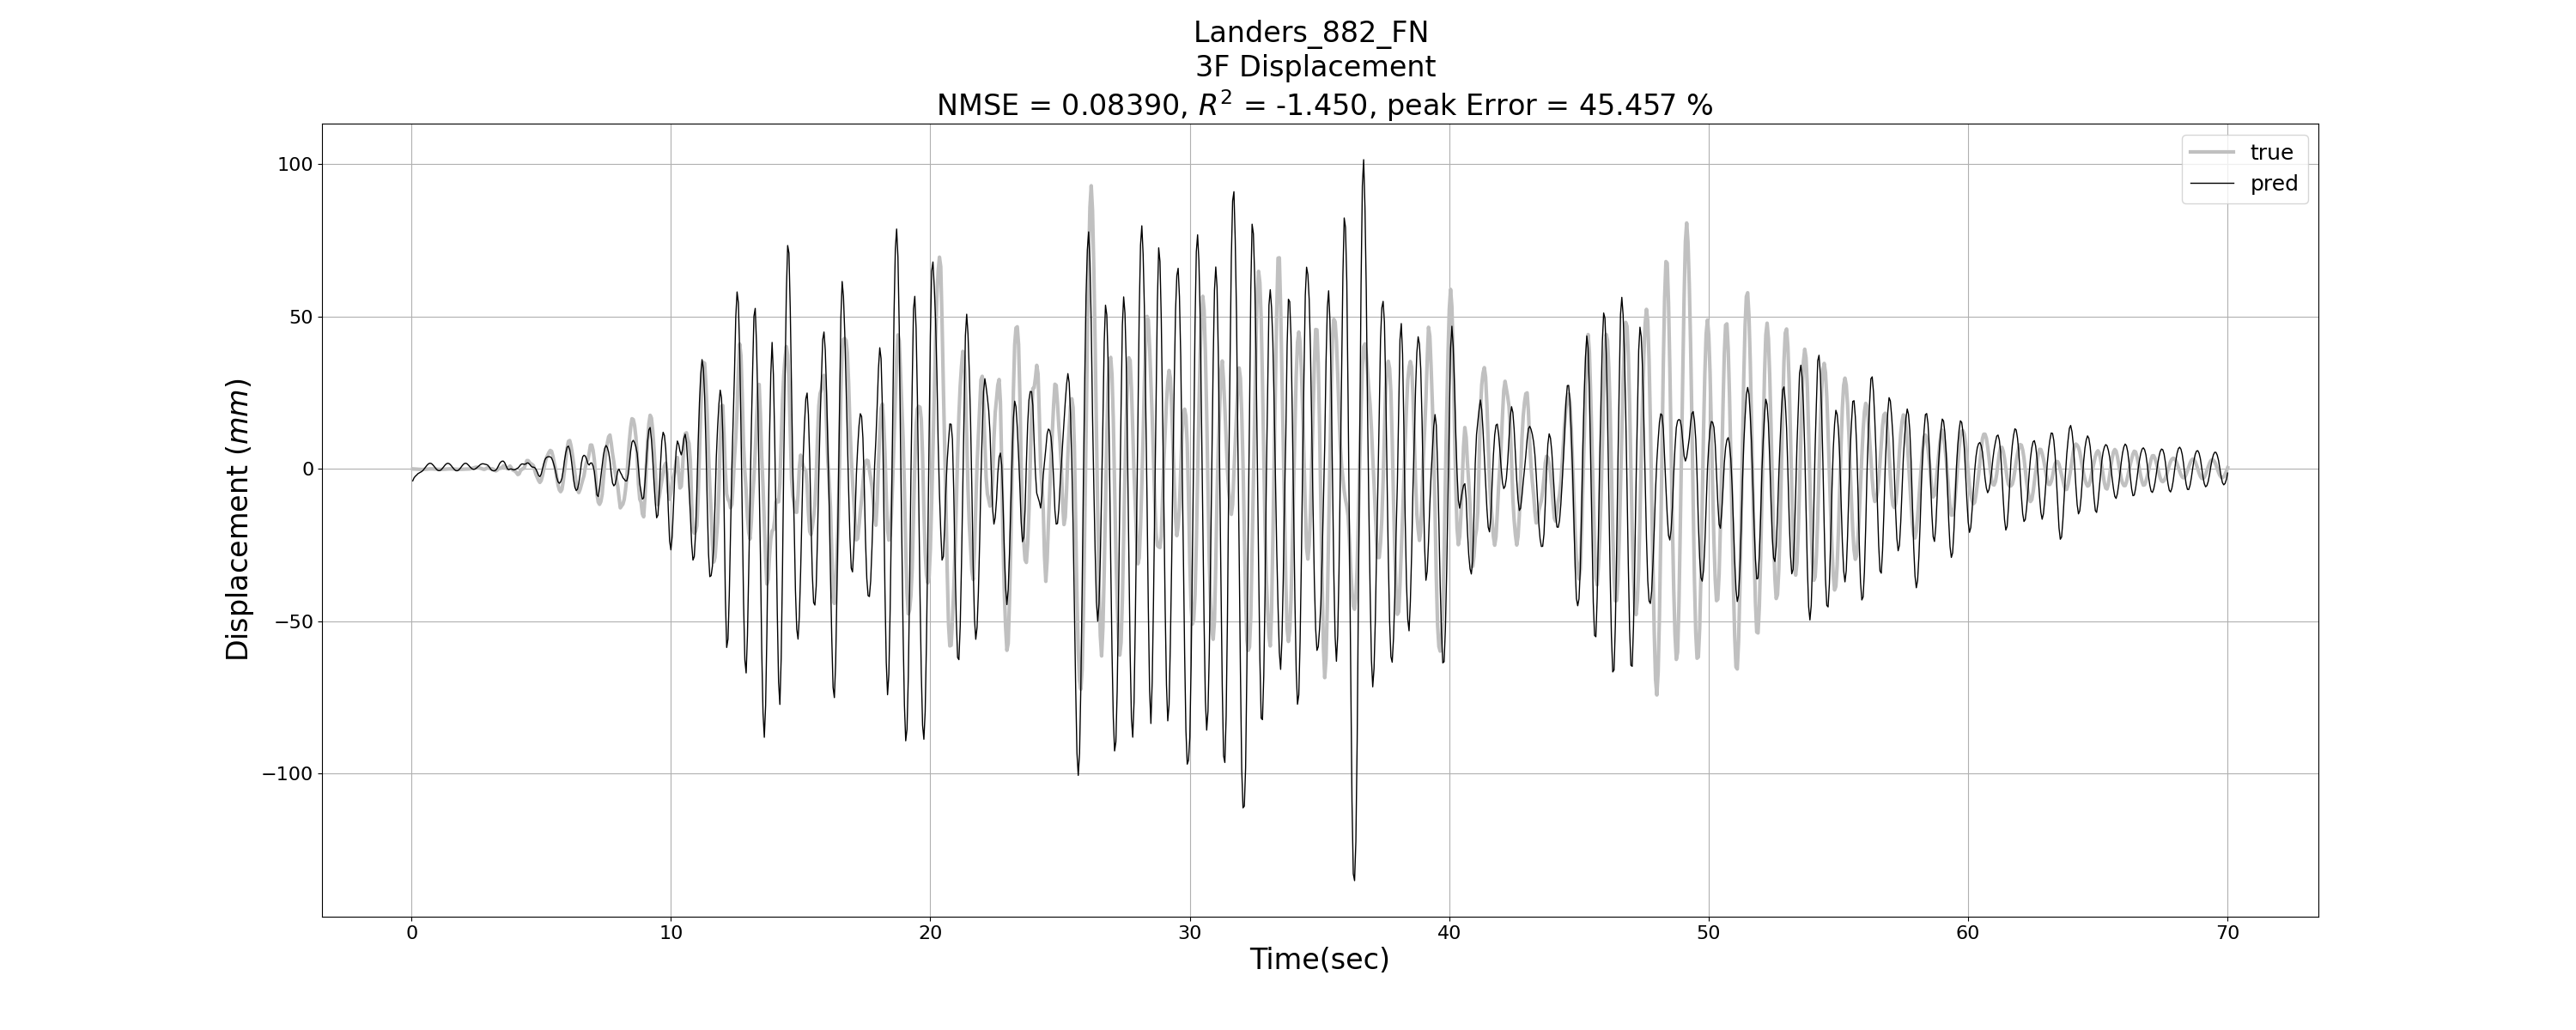 Landers_882_FN
3F Displacement
NMSE = 0.08390, R² = -1.450, peak Error = 45.457 %
true
pred
100
50
0
−50
−100
Displacement (mm)
0 10 20 30 40 50 60 70
Time(sec)